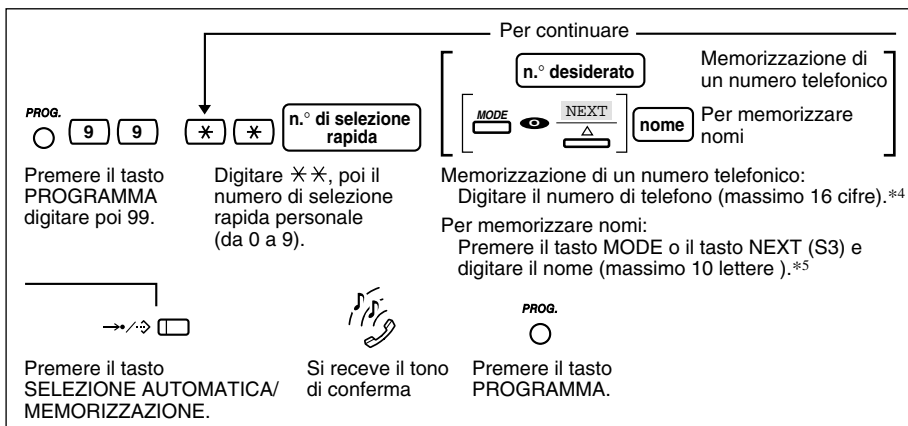 Per continuare
n.° desiderato
Memorizzazione di
un numero telefonico
PROG.
9 9 ✳ ✳
n.° di selezione
rapida
MODE
NEXT
nome
Per memorizzare
nomi
Premere il tasto
PROGRAMMA
digitare poi 99.
Digitare ✳✳, poi il
numero di selezione
rapida personale
(da 0 a 9).
Memorizzazione di un numero telefonico:
Digitare il numero di telefono (massimo 16 cifre).*4
Per memorizzare nomi:
Premere il tasto MODE o il tasto NEXT (S3) e
digitare il nome (massimo 10 lettere ).*5
PROG.
Premere il tasto
SELEZIONE AUTOMATICA/
MEMORIZZAZIONE.
Si receve il tono
di conferma
Premere il tasto
PROGRAMMA.